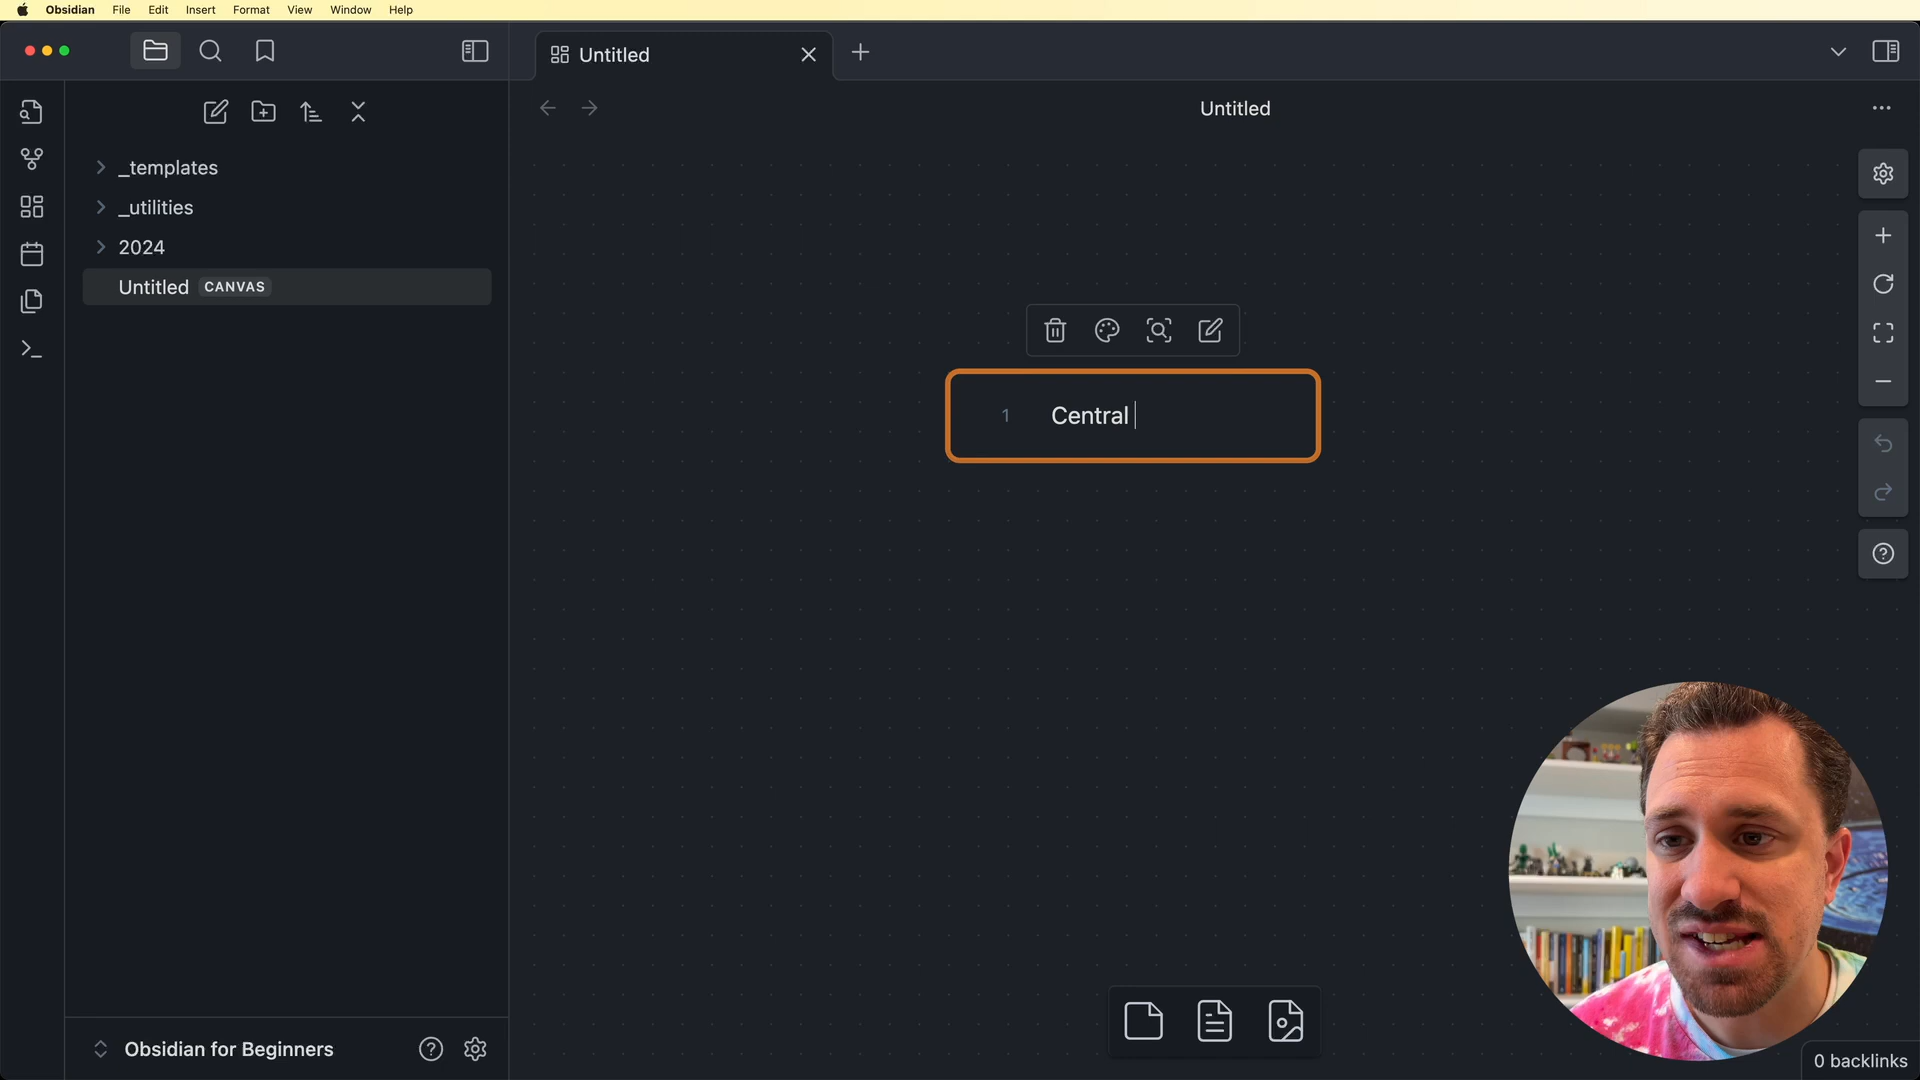 Obsidian File Edit Insert Format View Window Help
Untitled
Untitled
_templates
_utilities
2024
Untitled CANVAS
1 Central
Obsidian for Beginners
0 backlinks